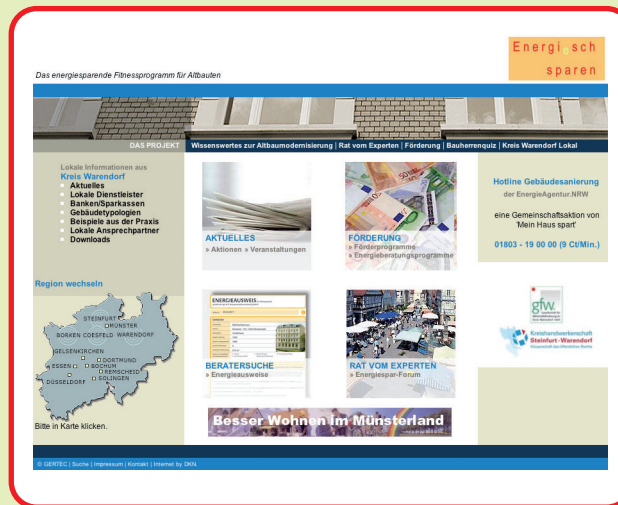 Energiesch
sparen
Das energiesparende Fitnessprogramm für Altbauten
DAS PROJEKT
Wissenswertes zur Altbaumodernisierung | Rat vom Experten | Förderung | Bauherrenquiz | Kreis Warendorf Lokal
Lokale Informationen aus
Kreis Warendorf
Aktuelles
Lokale Dienstleister
Banken/Sparkassen
Gebäudetypologien
Beispiele aus der Praxis
Lokale Ansprechpartner
Downloads
Region wechseln
STEINFURT
MÜNSTER
BORKEN COESFELD WARENDORF
GELSENKIRCHEN
DORTMUND
ESSEN BOCHUM
REMSCHEID
SOLINGEN
DÜSSELDORF
Bitte in Karte klicken.
AKTUELLES
» Aktionen » Veranstaltungen
FÖRDERUNG
» Förderprogramme
» Energieberatungsprogramme
ENERGIEAUSWEIS
BERATERSUCHE
» Energieausweise
RAT VOM EXPERTEN
» Energiespar-Forum
Besser Wohnen im Münsterland
Hotline Gebäudesanierung
der EnergieAgentur.NRW
eine Gemeinschaftsaktion von
'Mein Haus spart'
01803 - 19 00 00 (9 Ct/Min.)
gfw.
Kreishandwerkerschaft
Steinfurt-Warendorf
© GERTEC | Suche | Impressum | Kontakt | Internet by DKN.